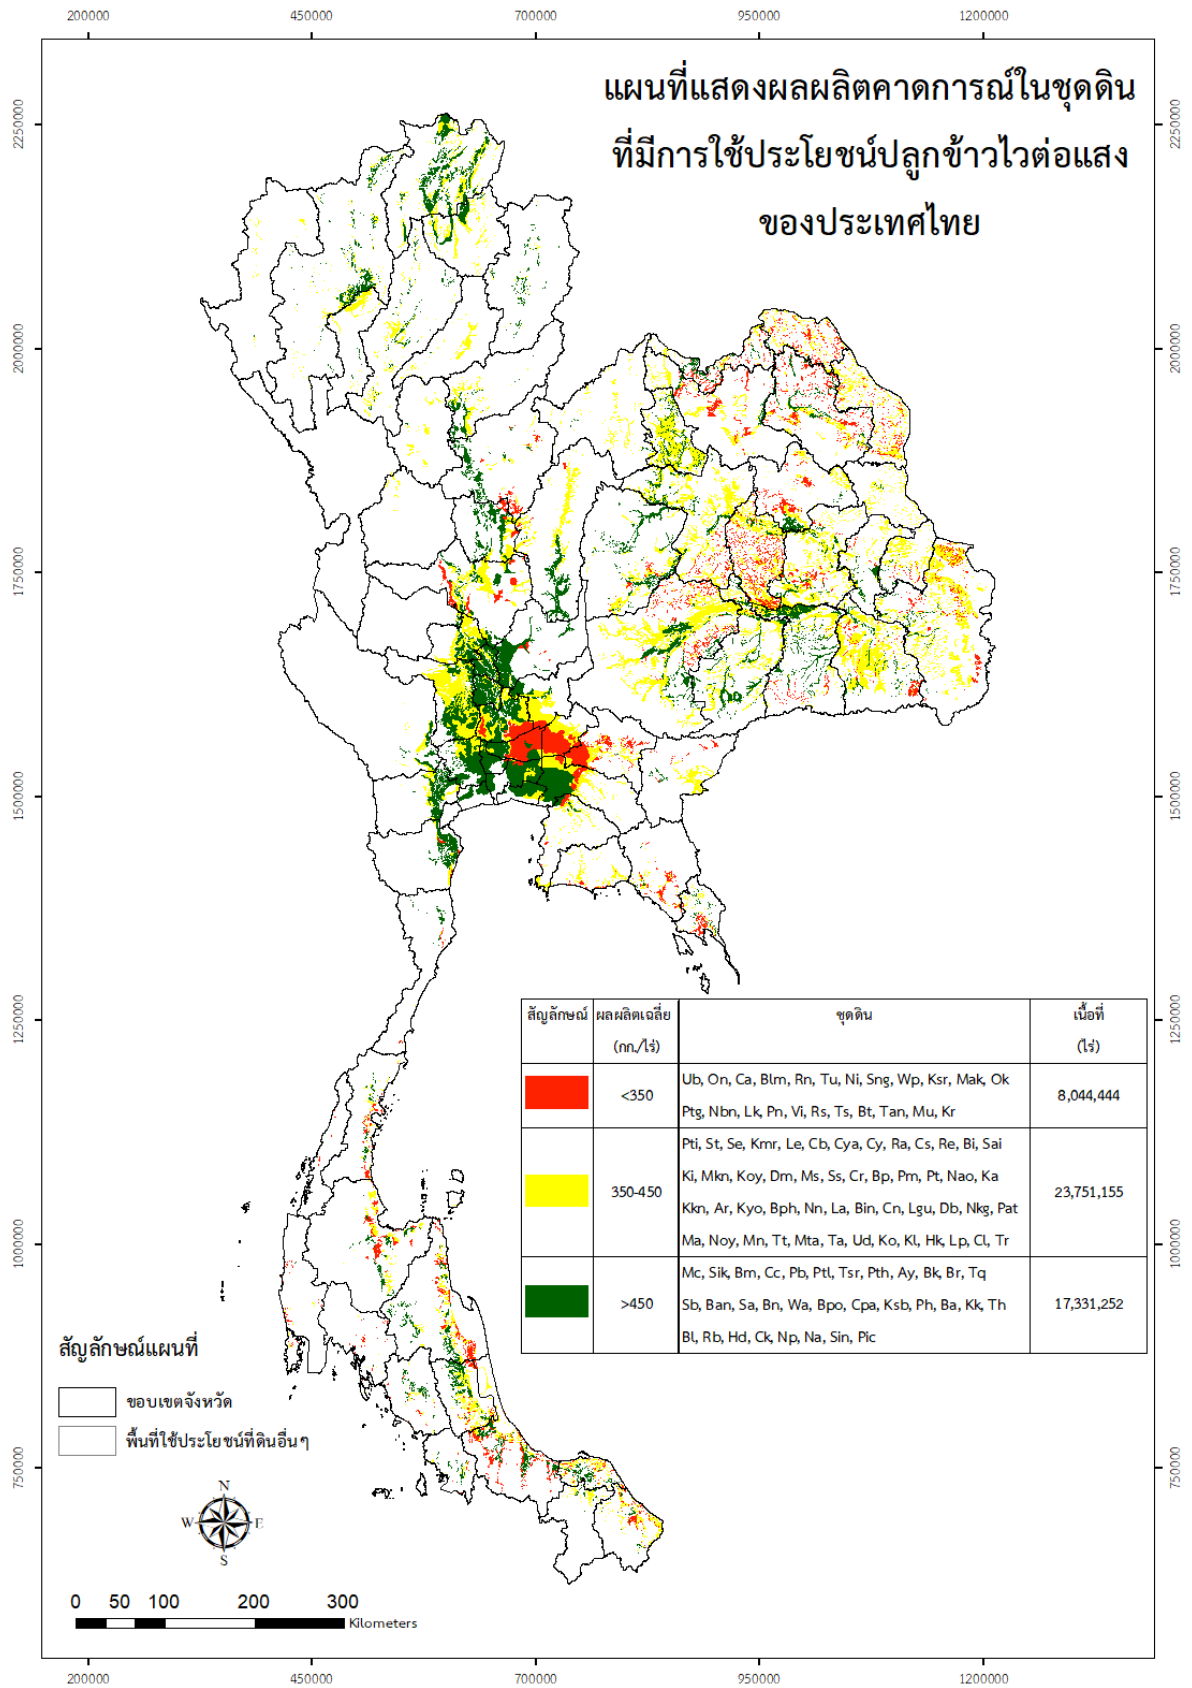 200000 450000 700000 950000 1200000
แผนที่แสดงผลผลิตคาดการณ์ในชุดดิน
ที่มีการใช้ประโยชน์ปลูกข้าวไวต่อแสง
ของประเทศไทย
2250000 2250000
2000000 2000000
1750000 1750000
1500000 1500000
1250000 1250000
1000000 1000000
750000 750000
สัญลักษณ์ ผลผลิตเฉลี่ย ชุดดิน เนื้อที่
(กก./ไร่) (ไร่)
Ub, On, Ca, Blm, Rn, Tu, Ni, Sng, Wp, Ksr, Mak, Ok
<350 8,044,444
Ptg, Nbn, Lk, Pn, Vi, Rs, Ts, Bt, Tan, Mu, Kr
Pti, St, Se, Kmr, Le, Cb, Cya, Cy, Ra, Cs, Re, Bi, Sai
Ki, Mkn, Koy, Dm, Ms, Ss, Cr, Bp, Pm, Pt, Nao, Ka
350-450 23,751,155
Kkn, Ar, Kyo, Bph, Nn, La, Bin, Cn, Lgu, Db, Nkg, Pat
Ma, Noy, Mn, Tt, Mta, Ta, Ud, Ko, Kl, Hk, Lp, Cl, Tr
Mc, Sik, Bm, Cc, Pb, Ptl, Tsr, Pth, Ay, Bk, Br, Tq
>450 17,331,252
Sb, Ban, Sa, Bn, Wa, Bpo, Cpa, Ksb, Ph, Ba, Kk, Th
Bl, Rb, Hd, Ck, Np, Na, Sin, Pic
สัญลักษณ์แผนที่
ขอบเขตจังหวัด
พื้นที่ใช้ประโยชน์ที่ดินอื่นๆ
N
W E
S
0 50 100 200 300
Kilometers
200000 450000 700000 950000 1200000